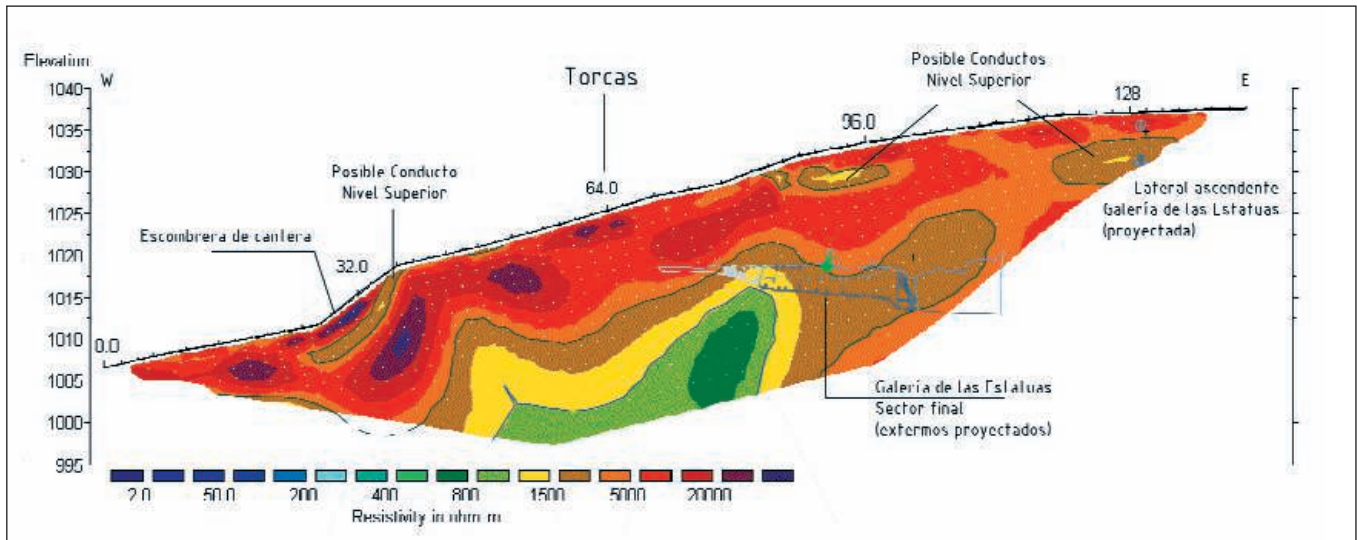 Elevation
W
E
1040
1035
1030
1025
1020
1015
1010
1005
1000
995
0.0
32.0
64.0
96.0
128
Torcas
Posible Conductos
Nivel Superior
Posible Conducto
Nivel Superior
Escombrera de cantera
Lateral ascendente
Galería de las Estatuas
(proyectada)
Galería de las Estatuas
Sector final
(extermos proyectados)
2.0
50.0
200
400
800
1500
5000
20000
Resistivity in ohm-m